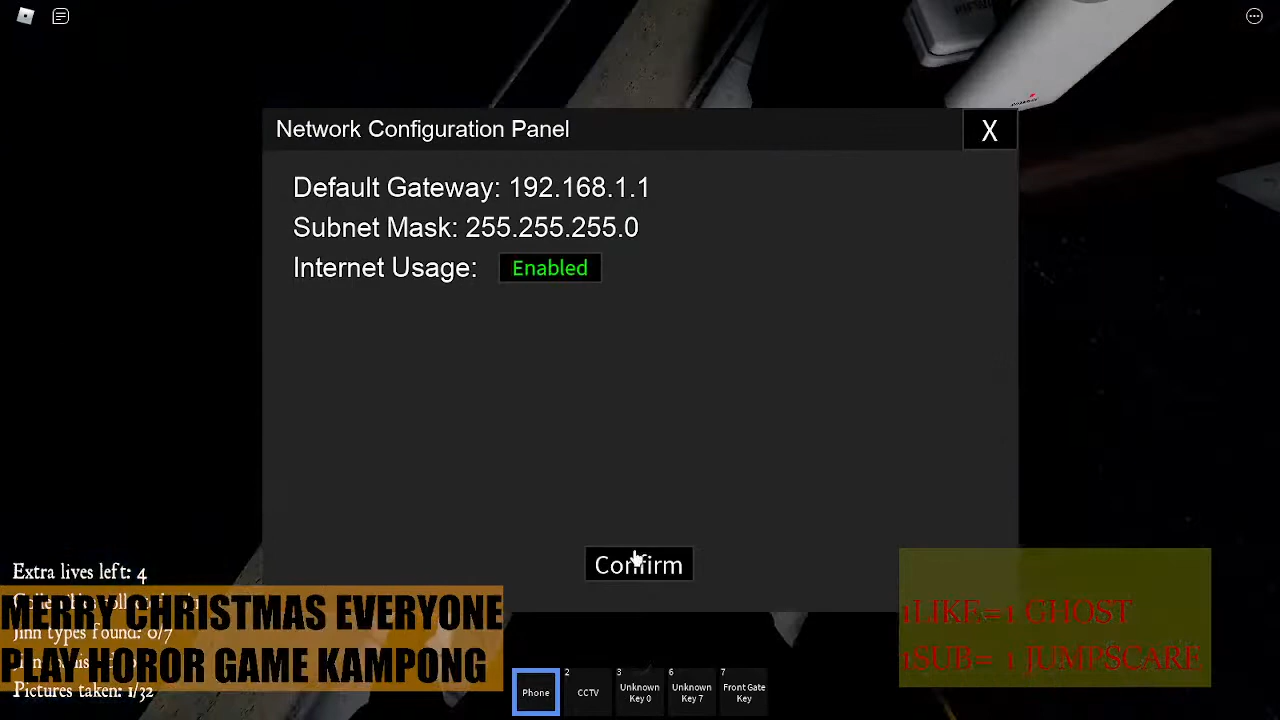 Network Configuration Panel
X
Default Gateway: 192.168.1.1
Subnet Mask: 255.255.255.0
Internet Usage: Enabled
Confirm
Extra lives left: 4
MERRY CHRISTMAS EVERYONE
Jinn types found: 0/7
PLAY HOROR GAME KAMPONG
Pictures taken: 1/32
1LIKE= 1 GHOST
1SUB= 1 JUMPSCARE
Phone
2
CCTV
3
Unknown
Key 0
6
Unknown
Key 7
7
Front Gate
Key